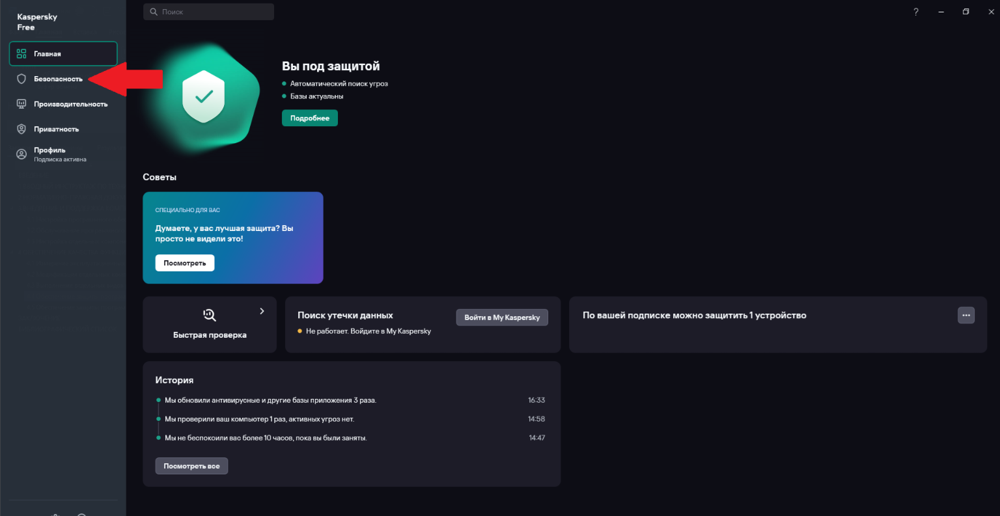 Kaspersky
Free
Поиск
Главная
Безопасность
Производительность
Приватность
Профиль
Подписка активна
Вы под защитой
Автоматический поиск угроз
Базы актуальны
Подробнее
Советы
СПЕЦИАЛЬНО ДЛЯ ВАС
Думаете, у вас лучшая защита? Вы
просто не видели это!
Посмотреть
Быстрая проверка
Поиск утечки данных
Войти в My Kaspersky
Не работает. Войдите в My Kaspersky
По вашей подписке можно защитить 1 устройство
История
Мы обновили антивирусные и другие базы приложения 3 раза. 16:33
Мы проверили ваш компьютер 1 раз, активных угроз нет. 14:58
Мы не беспокоили вас более 10 часов, пока вы были заняты. 14:47
Посмотреть все